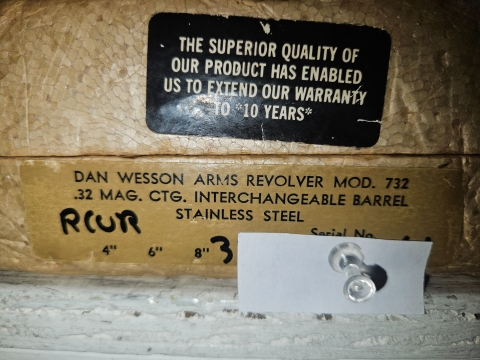 THE SUPERIOR QUALITY OF
OUR PRODUCT HAS ENABLED
US TO EXTEND OUR WARRANTY
TO *10 YEARS*
DAN WESSON ARMS REVOLVER MOD. 732
.32 MAG. CTG. INTERCHANGEABLE BARREL
STAINLESS STEEL
Serial No.
4" 6" 8" 3